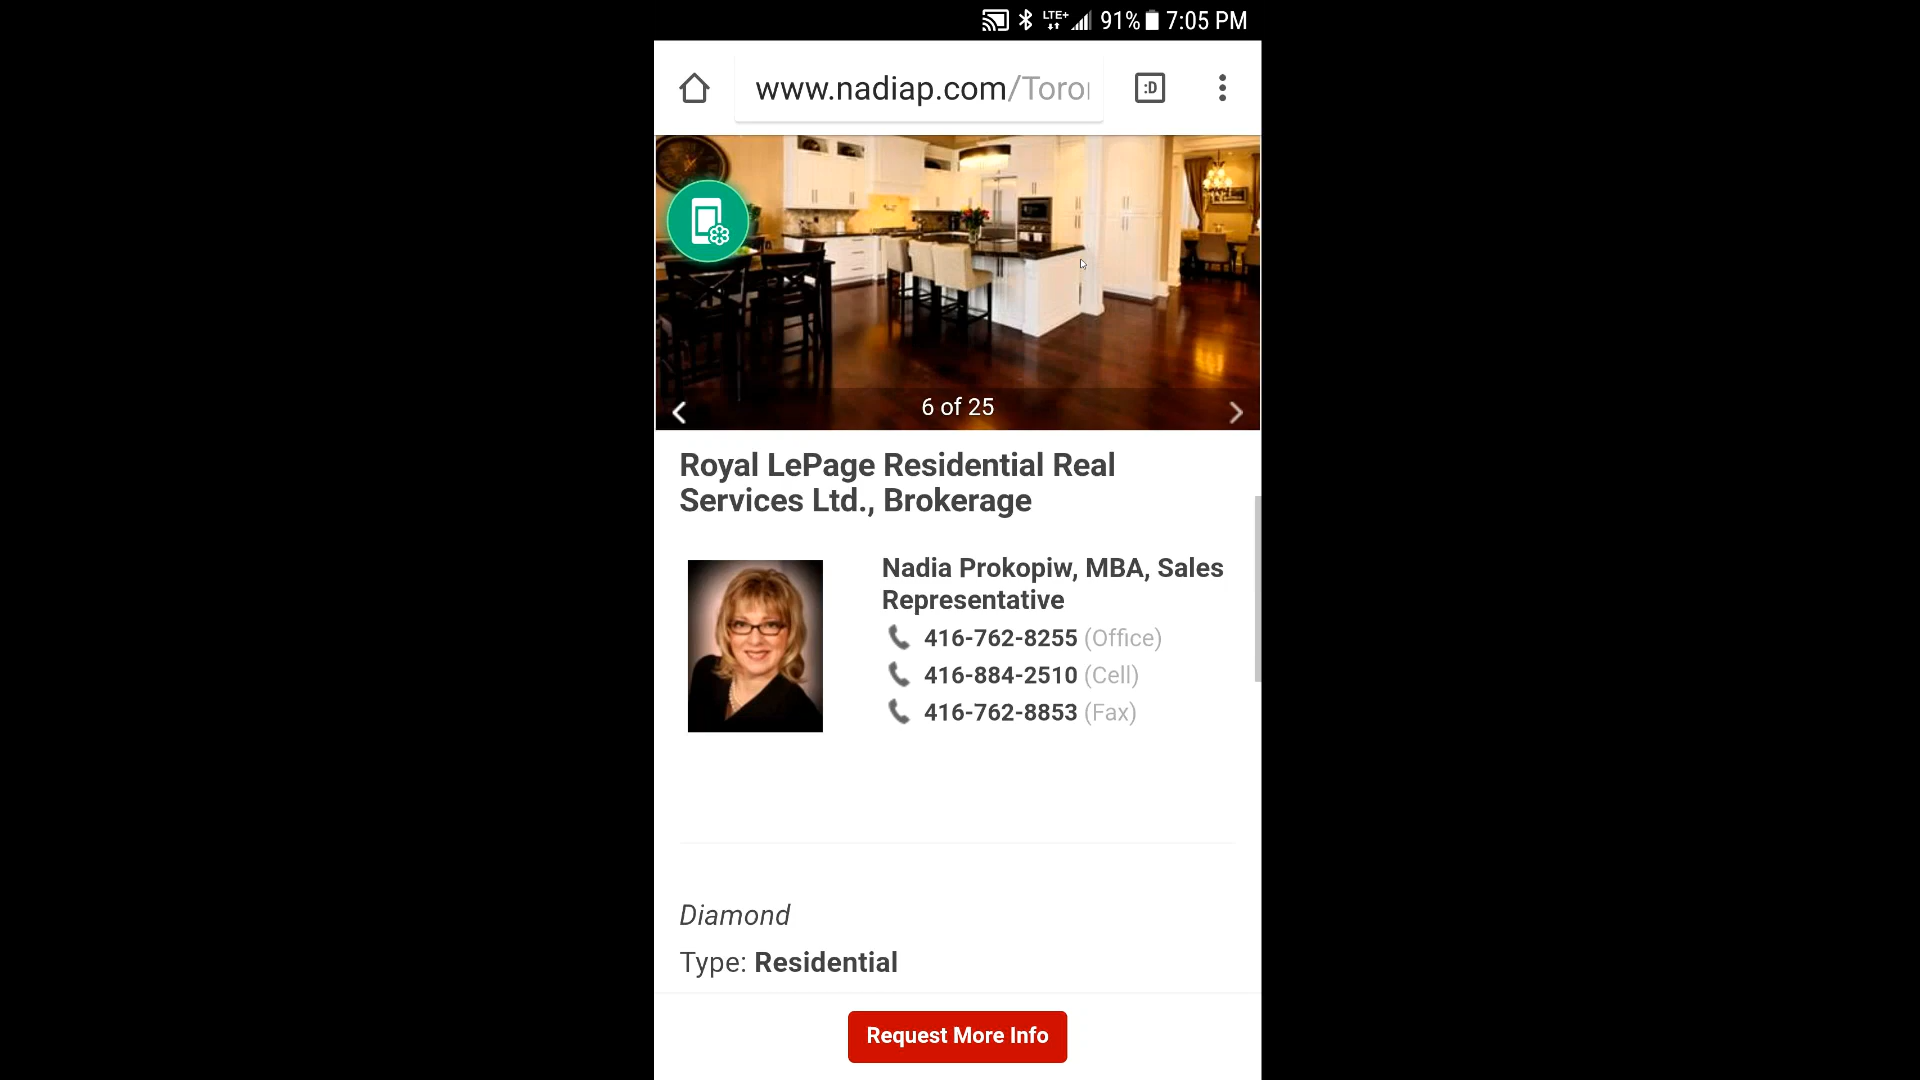 LTE+ 91% 7:05 PM
www.nadiap.com/Toro
:D
6 of 25
Royal LePage Residential Real
Services Ltd., Brokerage
Nadia Prokopiw, MBA, Sales
Representative
416-762-8255 (Office)
416-884-2510 (Cell)
416-762-8853 (Fax)
Diamond
Type: Residential
Request More Info